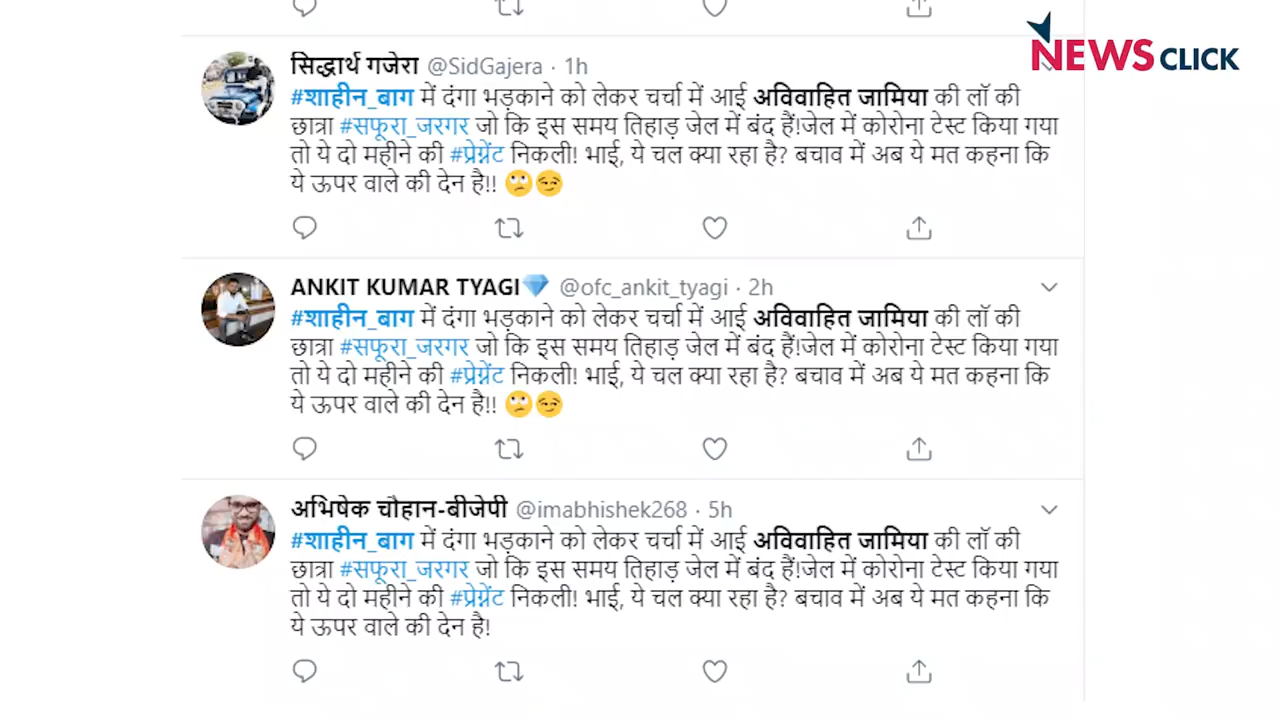 NEWS CLICK
सिद्धार्थ गजेरा @SidGajera · 1h
#शाहीन_बाग में दंगा भड़काने को लेकर चर्चा में आई अविवाहित जामिया की लॉ की
छात्रा #सफूरा_जरगर जो कि इस समय तिहाड़ जेल में बंद हैं!जेल में कोरोना टेस्ट किया गया
तो ये दो महीने की #प्रेग्नेंट निकली! भाई, ये चल क्या रहा है? बचाव में अब ये मत कहना कि
ये ऊपर वाले की देन है!! 🙄😏
ANKIT KUMAR TYAGI💎 @ofc_ankit_tyagi · 2h
#शाहीन_बाग में दंगा भड़काने को लेकर चर्चा में आई अविवाहित जामिया की लॉ की
छात्रा #सफूरा_जरगर जो कि इस समय तिहाड़ जेल में बंद हैं!जेल में कोरोना टेस्ट किया गया
तो ये दो महीने की #प्रेग्नेंट निकली! भाई, ये चल क्या रहा है? बचाव में अब ये मत कहना कि
ये ऊपर वाले की देन है!! 🙄😏
अभिषेक चौहान-बीजेपी @imabhishek268 · 5h
#शाहीन_बाग में दंगा भड़काने को लेकर चर्चा में आई अविवाहित जामिया की लॉ की
छात्रा #सफूरा_जरगर जो कि इस समय तिहाड़ जेल में बंद हैं!जेल में कोरोना टेस्ट किया गया
तो ये दो महीने की #प्रेग्नेंट निकली! भाई, ये चल क्या रहा है? बचाव में अब ये मत कहना कि
ये ऊपर वाले की देन है!